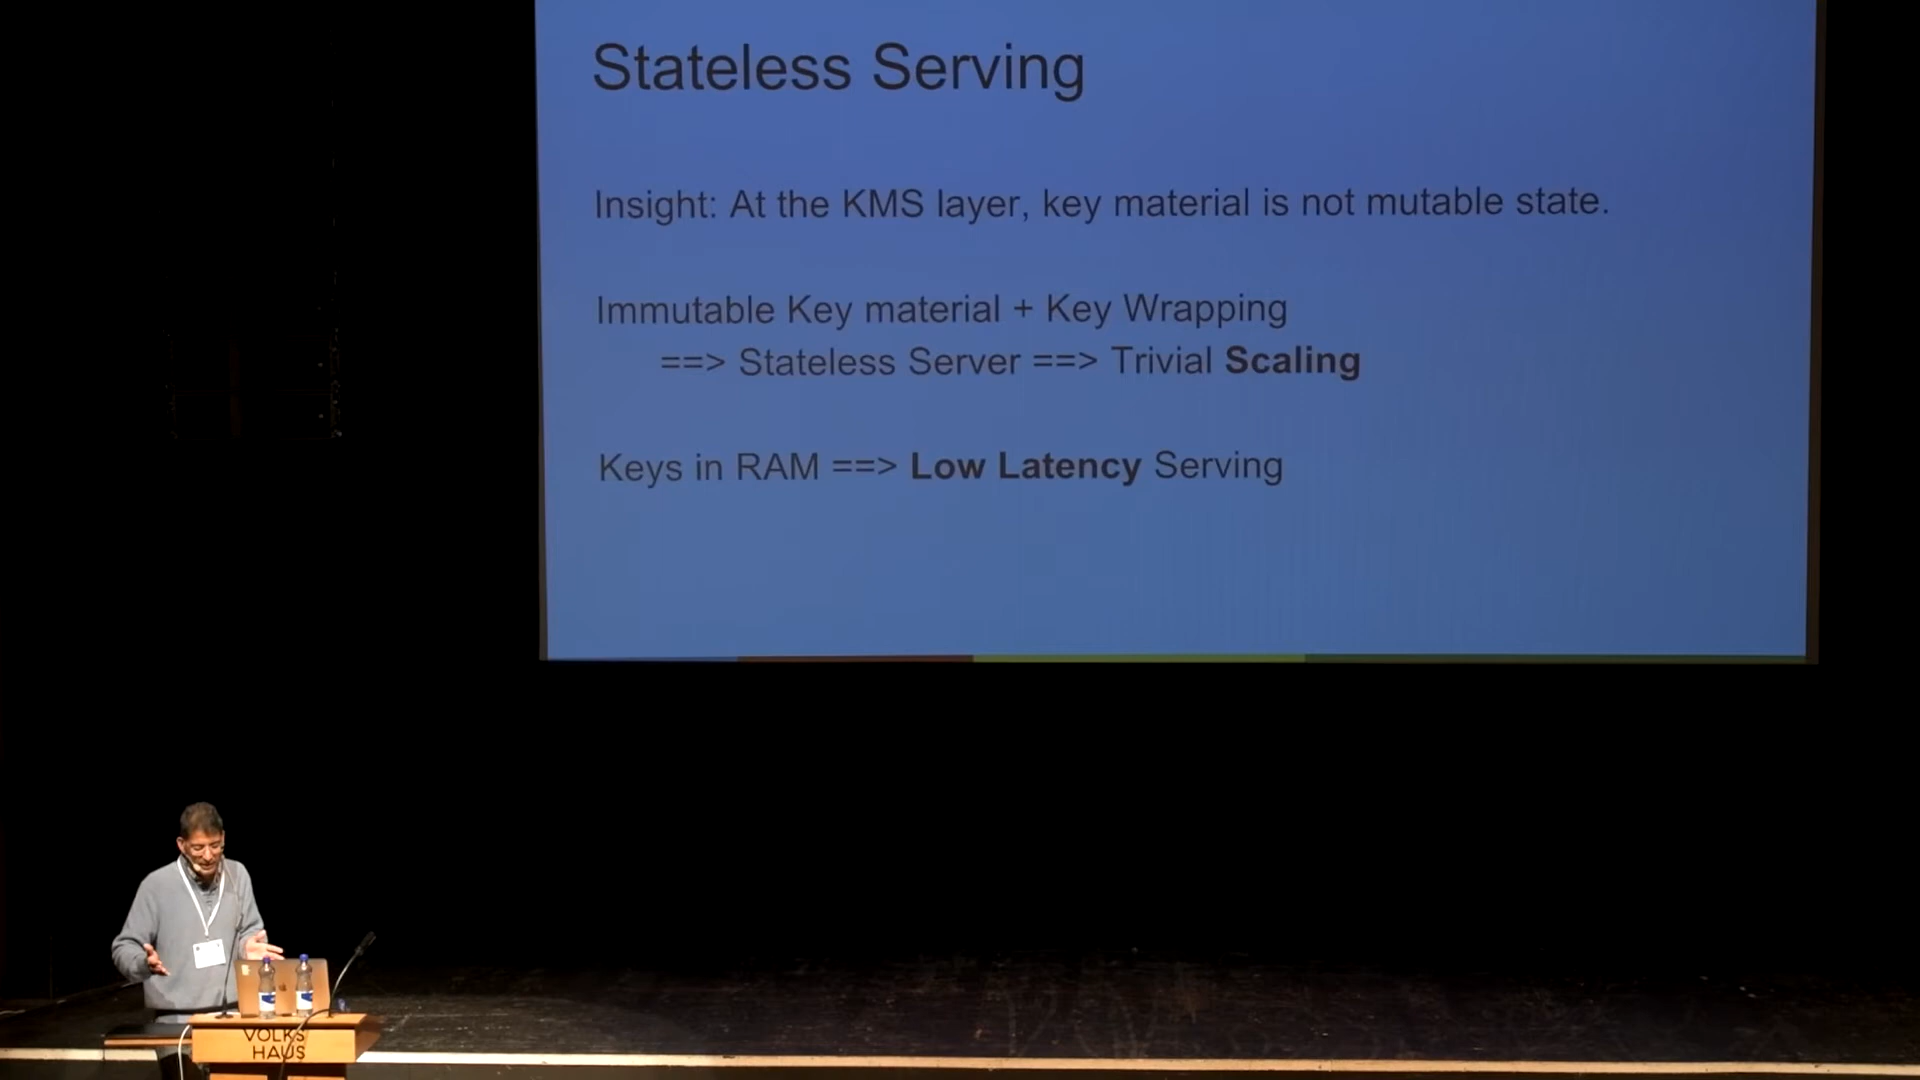 Stateless Serving
Insight: At the KMS layer, key material is not mutable state.
Immutable Key material + Key Wrapping
==> Stateless Server ==> Trivial Scaling
Keys in RAM ==> Low Latency Serving
VOLKS
HAUS